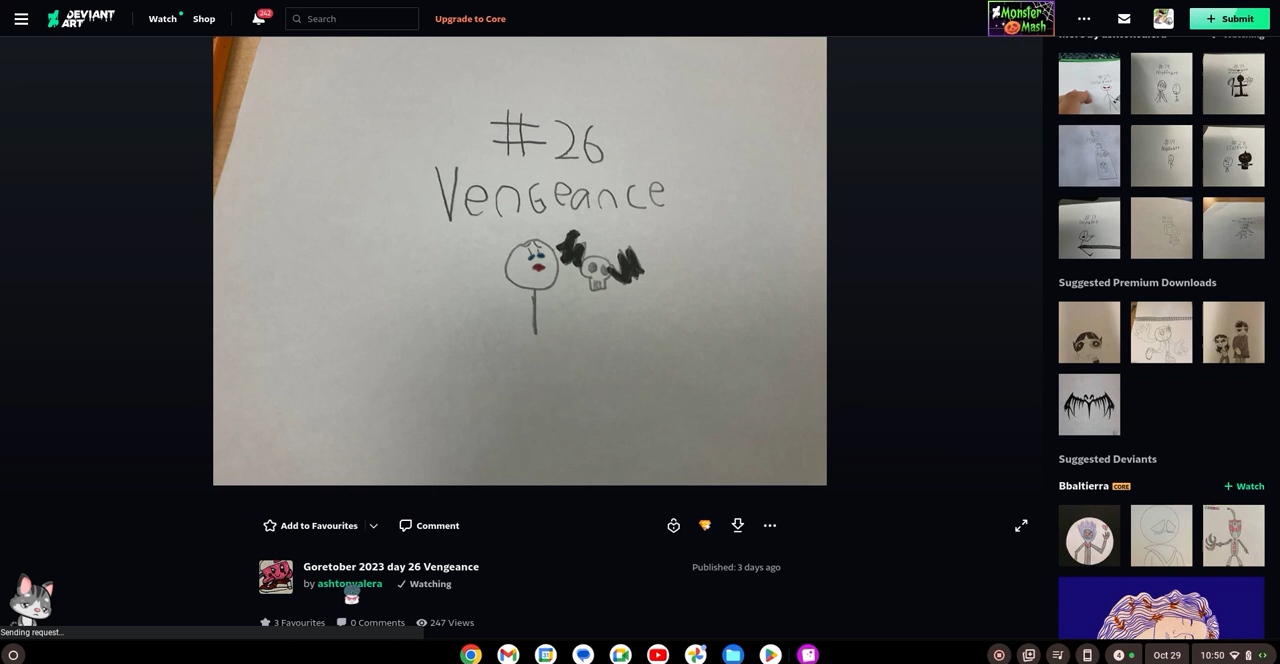 DEVIANT ART
Watch
Shop
242
Search
Upgrade to Core
Monster Mash
Submit
#26
Vengeance
Add to Favourites
Comment
Goretober 2023 day 26 Vengeance
by ashtonvalera
Watching
Published: 3 days ago
3 Favourites
0 Comments
247 Views
Suggested Premium Downloads
Suggested Deviants
Bbaltierra CORE
+ Watch
Sending request...
4
Oct 29
10:50